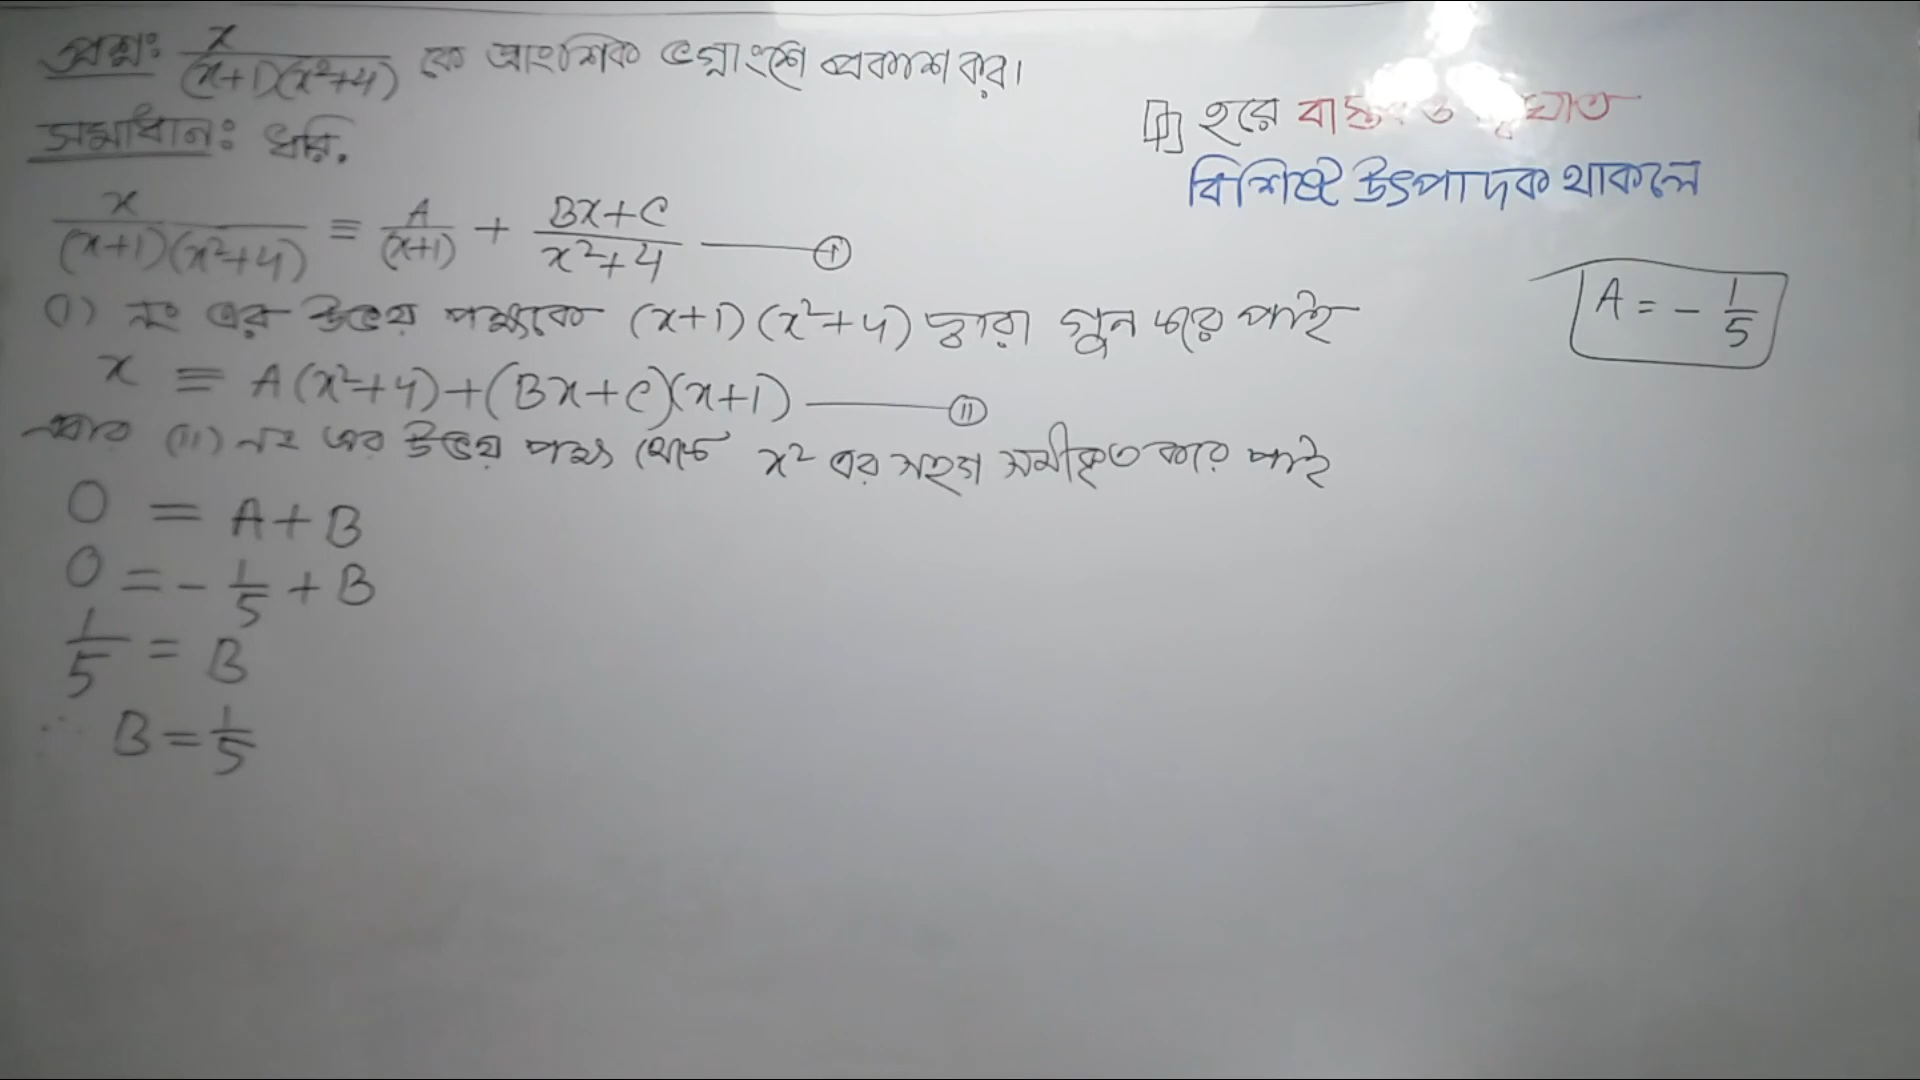 প্রশ্ন: x/((x+1)(x²+4)) কে আংশিক ভগ্নাংশে প্রকাশ কর।
সমাধান: ধরি,
x/((x+1)(x²+4)) ≡ A/(x+1) + (Bx+C)/(x²+4) —— (I)
(I) নং এর উভয় পক্ষকে (x+1)(x²+4) দ্বারা গুন করে পাই
x ≡ A(x²+4)+(Bx+C)(x+1) —— (II)
(II) নং এর উভয় পক্ষ থেকে x² এর সহগ সমীকৃত করে পাই
0 = A+B
0 = - 1/5 + B
1/5 = B
∴ B = 1/5
হরে বাস্তব ও ঘাত
বিশিষ্ট উৎপাদক থাকলে
A = - 1/5